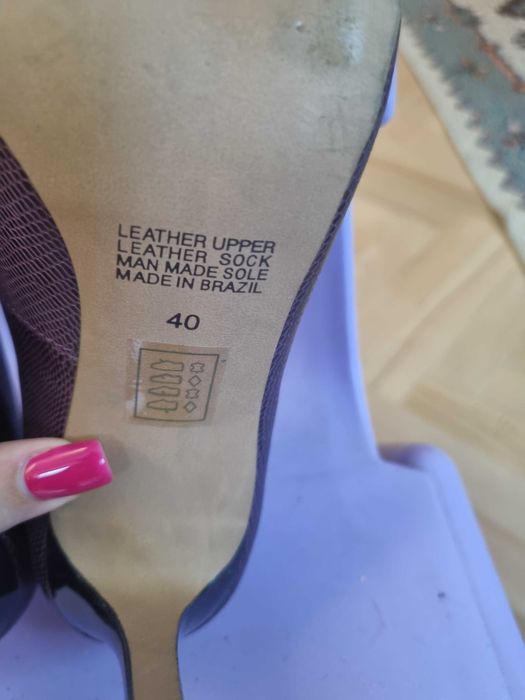 LEATHER UPPER
LEATHER SOCK
MAN MADE SOLE
MADE IN BRAZIL
40